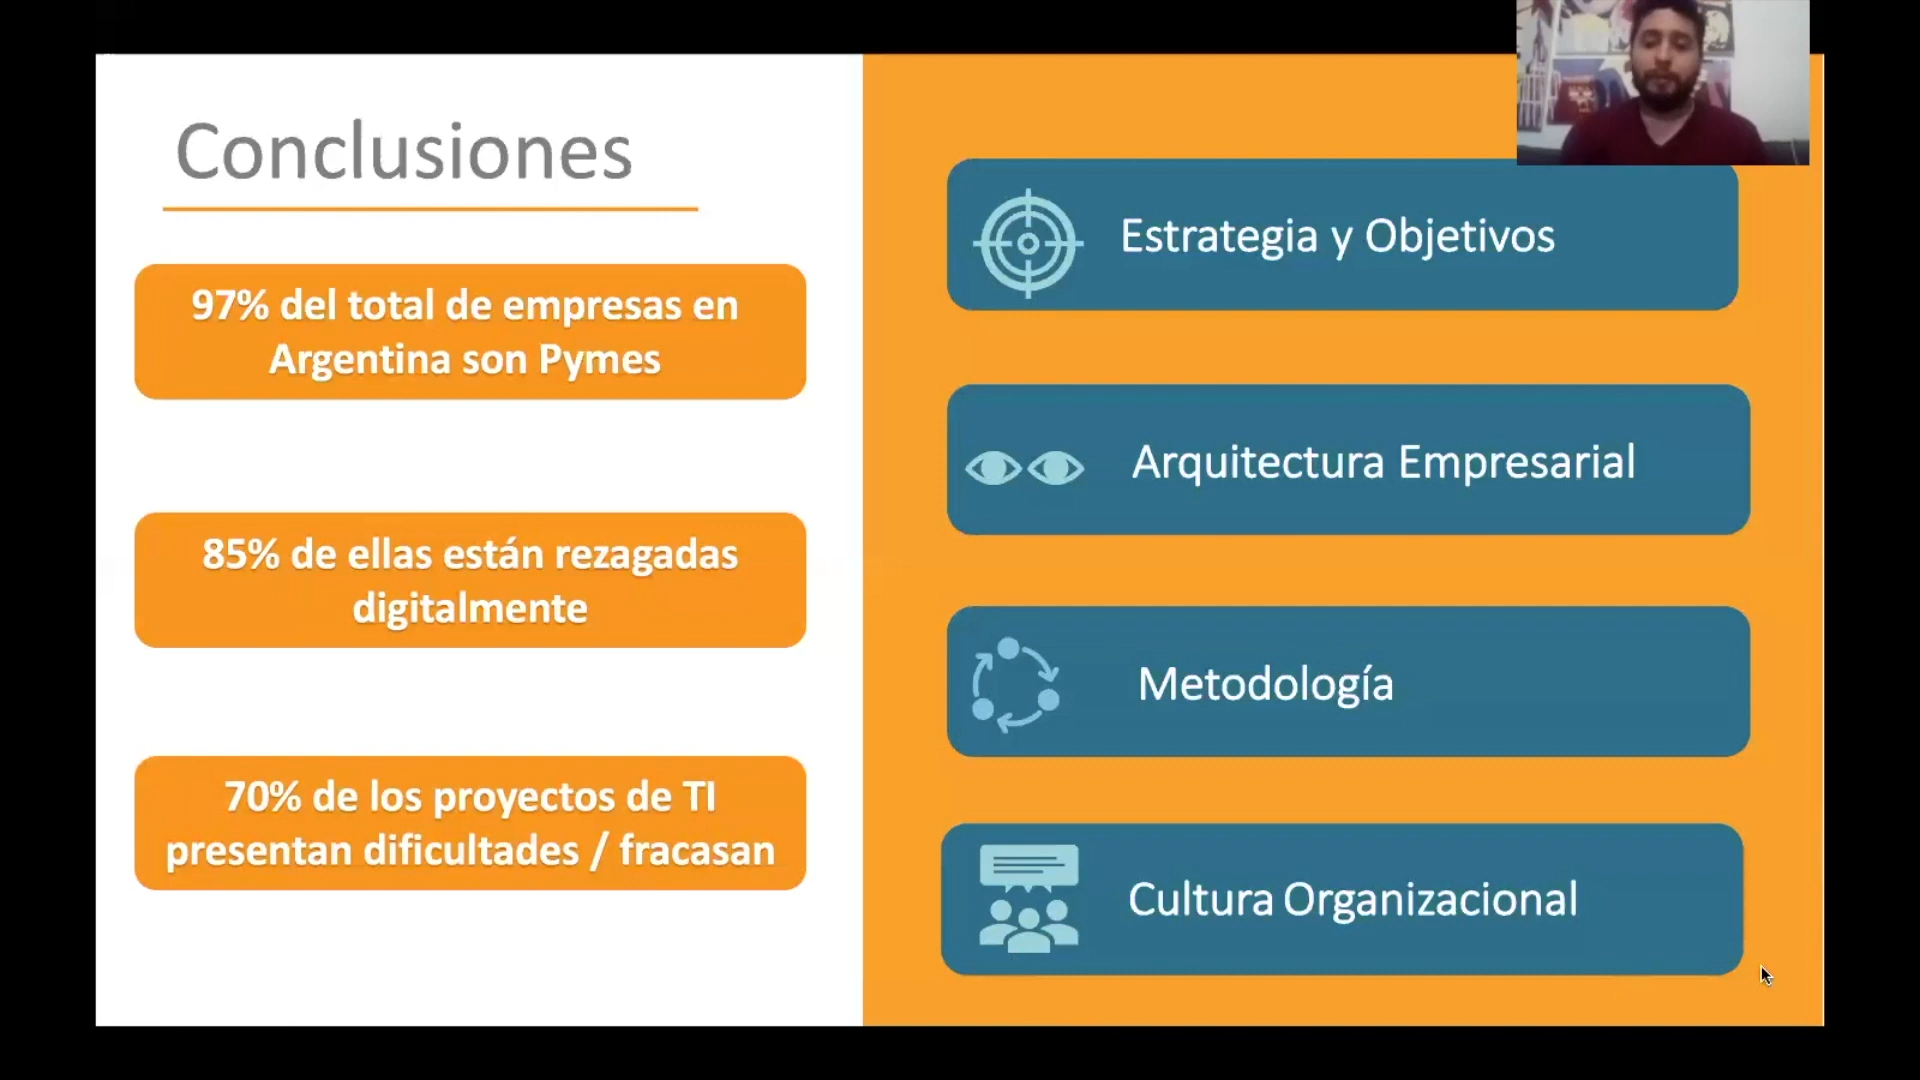 Conclusiones
97% del total de empresas en
Argentina son Pymes
85% de ellas están rezagadas
digitalmente
70% de los proyectos de TI
presentan dificultades / fracasan
Estrategia y Objetivos
Arquitectura Empresarial
Metodología
Cultura Organizacional